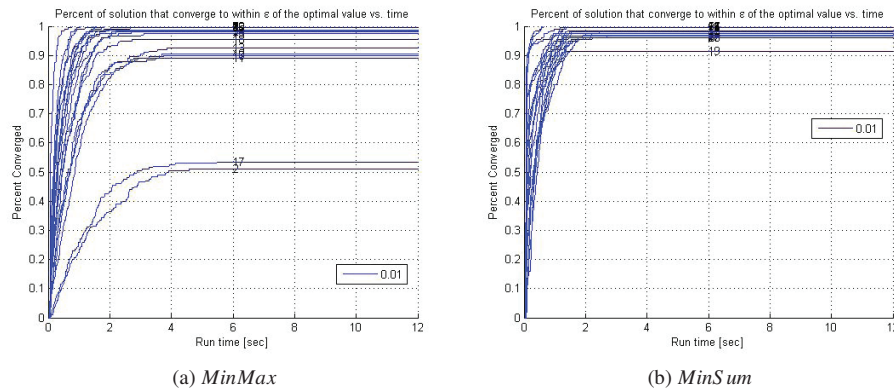 Percent of solution that converge to within ε of the optimal value vs. time
Percent Converged
1
0.9
0.8
0.7
0.6
0.5
0.4
0.3
0.2
0.1
0
17
2
0.01
0 2 4 6 8 10 12
Run time [sec]
(a) MinMax
Percent of solution that converge to within ε of the optimal value vs. time
Percent Converged
1
0.9
0.8
0.7
0.6
0.5
0.4
0.3
0.2
0.1
0
19
0.01
0 2 4 6 8 10 12
Run time [sec]
(b) MinSum